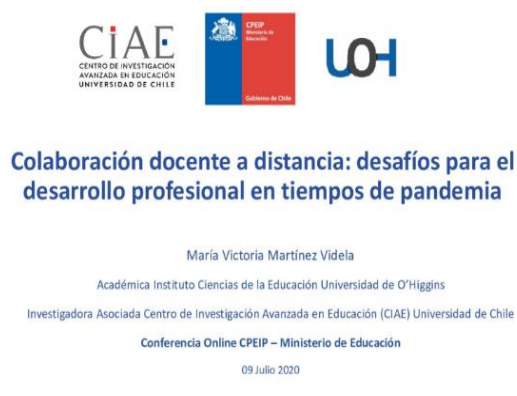 CIAE
CENTRO DE INVESTIGACIÓN
AVANZADA EN EDUCACIÓN
UNIVERSIDAD DE CHILE
CPEIP
Ministerio de
Educación
Gobierno de Chile
UOH
Colaboración docente a distancia: desafíos para el
desarrollo profesional en tiempos de pandemia
María Victoria Martínez Videla
Académica Instituto Ciencias de la Educación Universidad de O’Higgins
Investigadora Asociada Centro de Investigación Avanzada en Educación (CIAE) Universidad de Chile
Conferencia Online CPEIP – Ministerio de Educación
09 Julio 2020